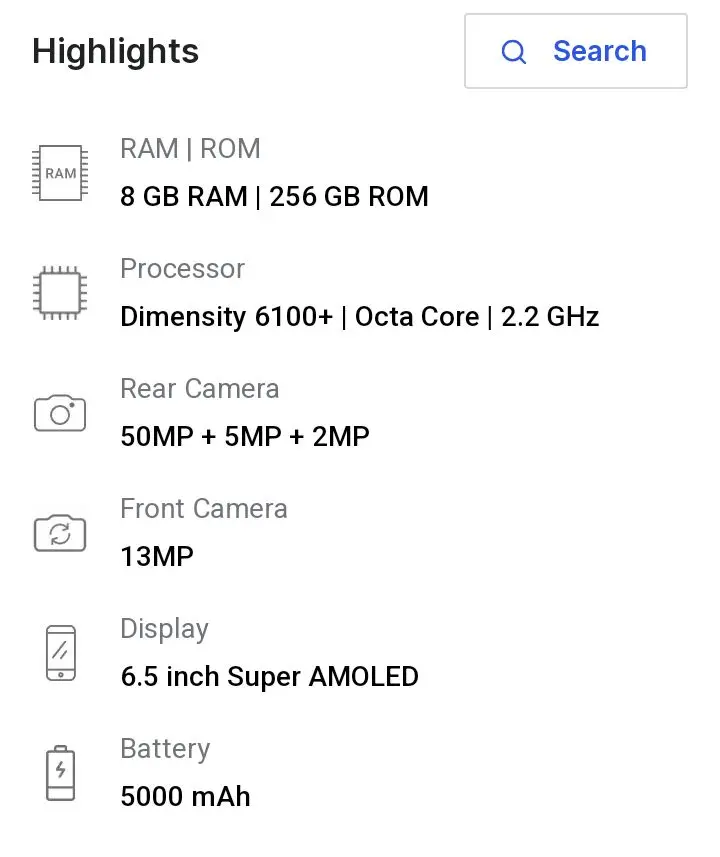 Highlights
Search
RAM | ROM
RAM
8 GB RAM | 256 GB ROM
Processor
Dimensity 6100+ | Octa Core | 2.2 GHz
Rear Camera
50MP + 5MP + 2MP
Front Camera
13MP
Display
6.5 inch Super AMOLED
Battery
5000 mAh